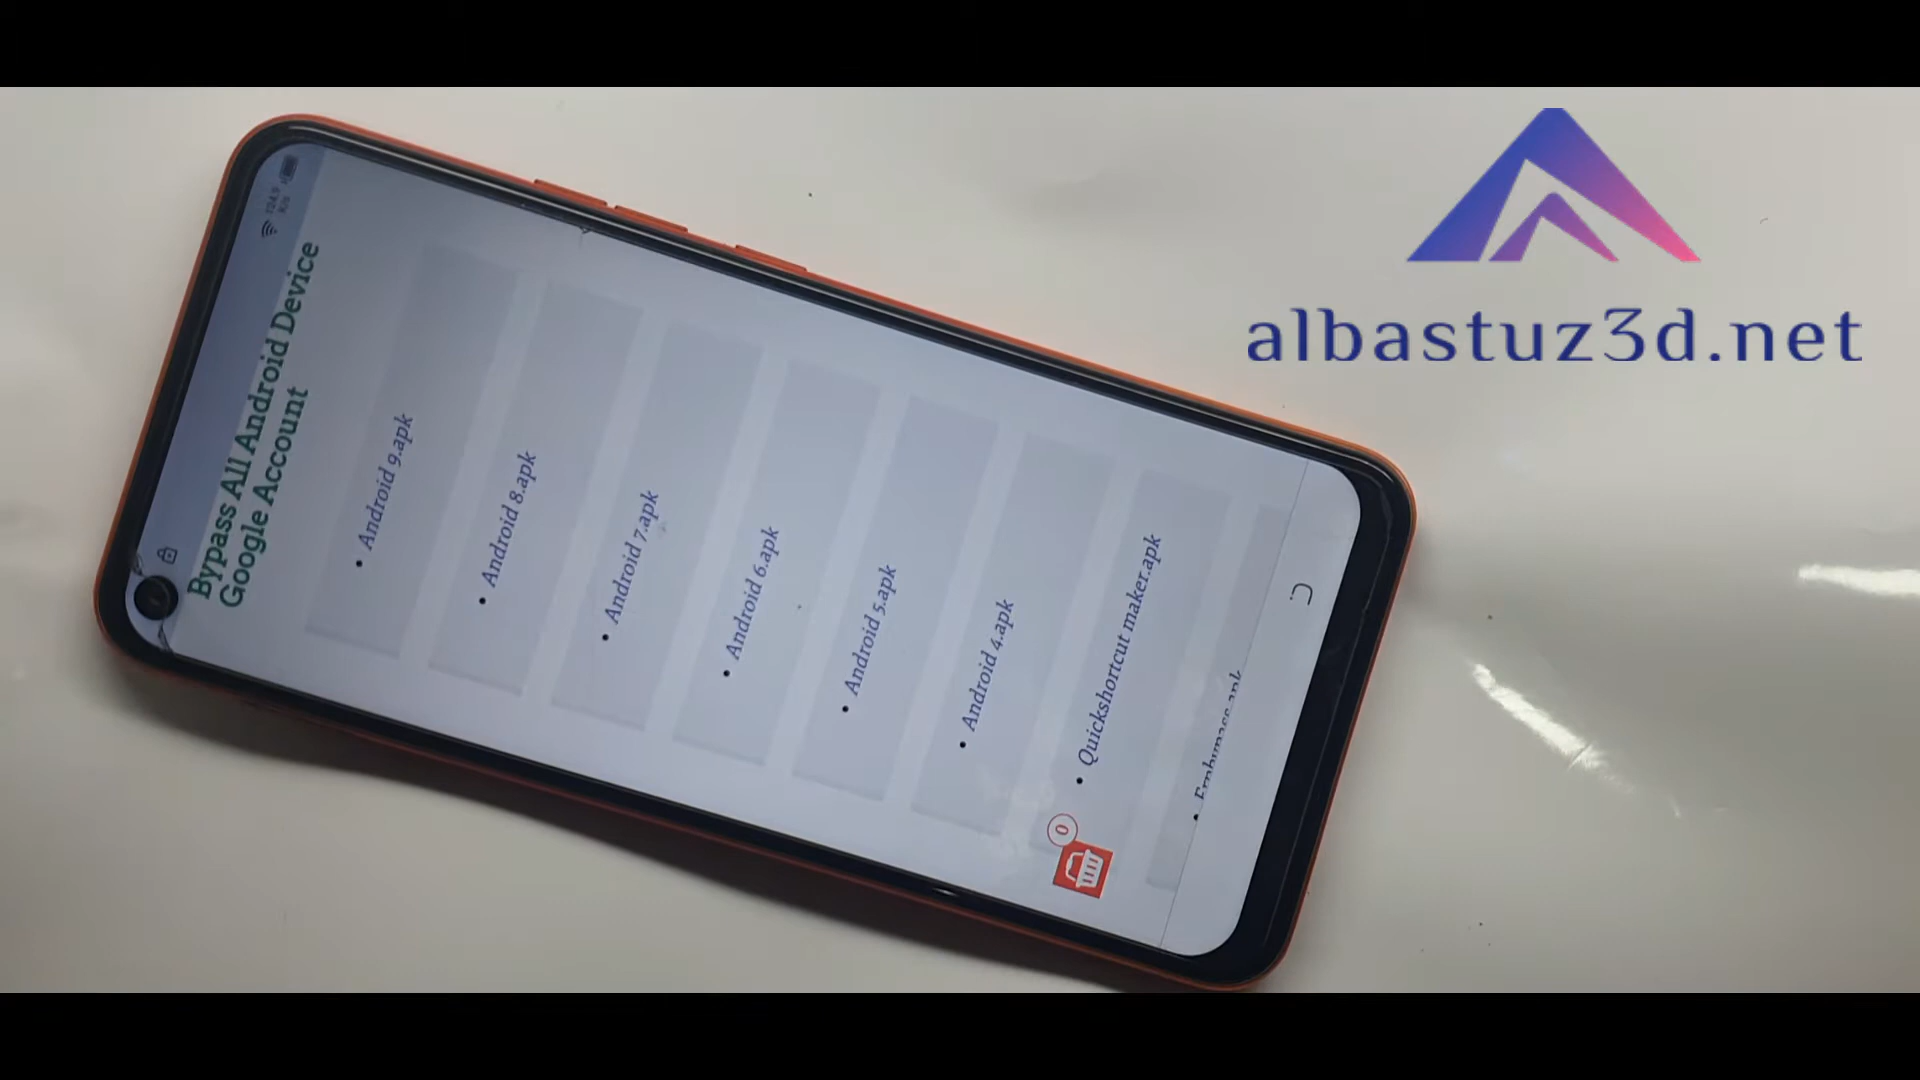 albastuz3d.net
Bypass All Android Device
Google Account
Android 9.apk
Android 8.apk
Android 7.apk
Android 6.apk
Android 5.apk
Android 4.apk
Quickshortcut maker.apk
0